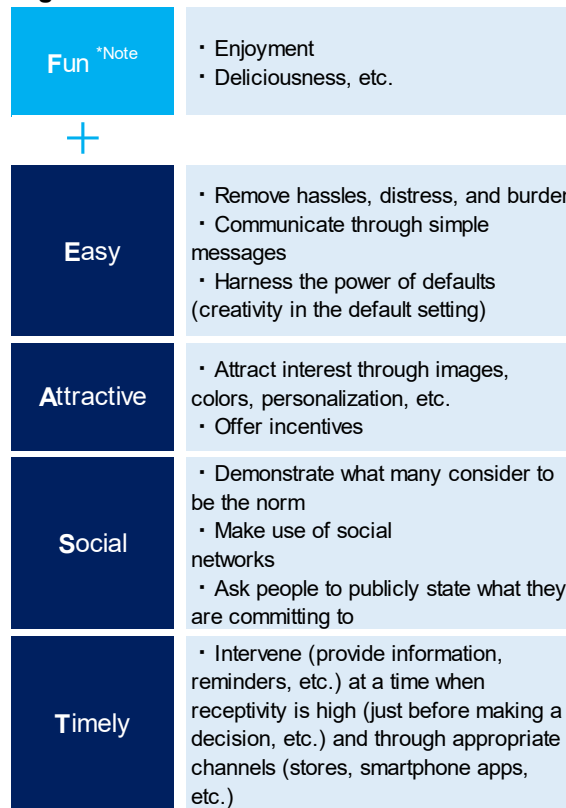 Fun *Note
・Enjoyment
・Deliciousness, etc.
+
Easy
・Remove hassles, distress, and burden
・Communicate through simple
messages
・Harness the power of defaults
(creativity in the default setting)
Attractive
・Attract interest through images,
colors, personalization, etc.
・Offer incentives
Social
・Demonstrate what many consider to
be the norm
・Make use of social
networks
・Ask people to publicly state what they
are committing to
Timely
・Intervene (provide information,
reminders, etc.) at a time when
receptivity is high (just before making a
decision, etc.) and through appropriate
channels (stores, smartphone apps,
etc.)